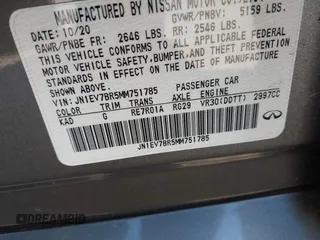 MANUFACTURED BY NISSAN MOTOR CO.
DATE: 10/20 GVWR/PNBV: 5159 LBS.
GAWR/PNBE FR: 2646 LBS. RR: 2546 LBS.
THIS VEHICLE CONFORMS TO ALL APPLICABLE FEDERAL
MOTOR VEHICLE SAFETY, BUMPER, AND THEFT
PREVENTION STANDARDS IN EFFECT ON THE DATE OF
MANUFACTURE SHOWN ABOVE.
V.I.N.: JN1EV7BR5MM751785 PASSENGER CAR
COLOR TRIM TRANS AXLE ENGINE
KAD G RE7R01A RG29 VR30(DDTT) 2997CC
JN1EV7BR5MM751785
INFINITI
© DREAMBID